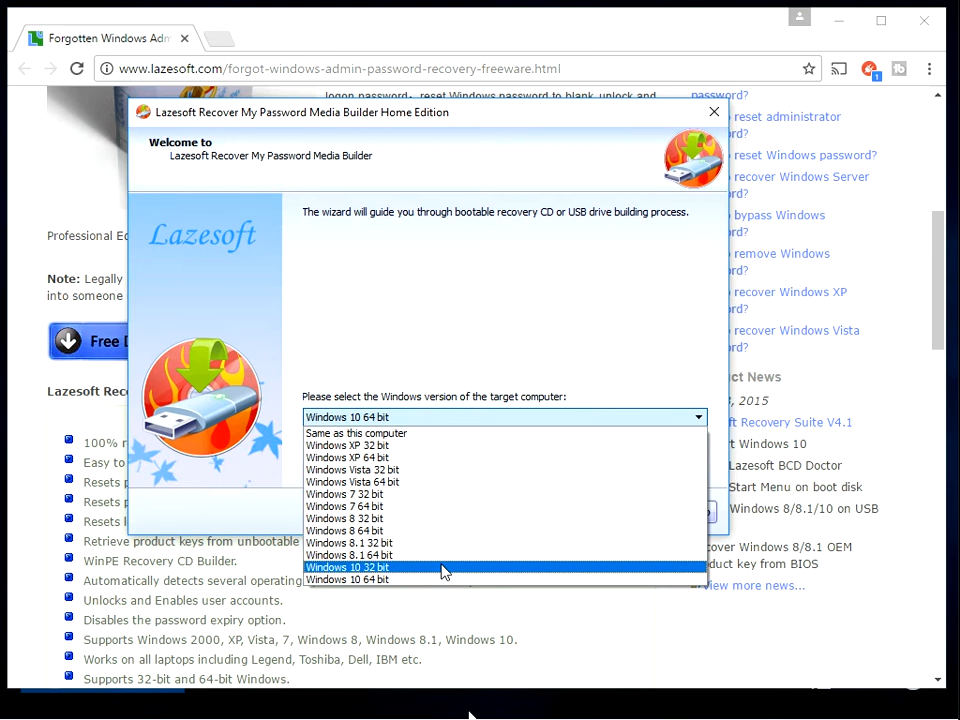 Forgotten Windows Adm
www.lazesoft.com/forgot-windows-admin-password-recovery-freeware.html
1
logon password, reset Windows password to blank, unlock and
password?
reset administrator
rd?
reset Windows password?
recover Windows Server
rd?
bypass Windows
ord?
remove Windows
ord?
recover Windows XP
rd?
recover Windows Vista
rd?
Professional Ed
Note: Legally
into someone
Free D
Lazesoft Reco
Lazesoft Recover My Password Media Builder Home Edition
Welcome to
Lazesoft Recover My Password Media Builder
The wizard will guide you through bootable recovery CD or USB drive building process.
Lazesoft
Please select the Windows version of the target computer:
Windows 10 64 bit
Same as this computer
Windows XP 32 bit
Windows XP 64 bit
Windows Vista 32 bit
Windows Vista 64 bit
Windows 7 32 bit
Windows 7 64 bit
Windows 8 32 bit
Windows 8 64 bit
Windows 8.1 32 bit
Windows 8.1 64 bit
Windows 10 32 bit
Windows 10 64 bit
uct News
3, 2015
ft Recovery Suite V4.1
rt Windows 10
Lazesoft BCD Doctor
Start Menu on boot disk
Windows 8/8.1/10 on USB
cover Windows 8/8.1 OEM
duct key from BIOS
view more news...
100% 
Easy to
Resets p
Resets p
Resets l
Retrieve product keys from unbootable
WinPE Recovery CD Builder.
Automatically detects several operating
Unlocks and Enables user accounts.
Disables the password expiry option.
Supports Windows 2000, XP, Vista, 7, Windows 8, Windows 8.1, Windows 10.
Works on all laptops including Legend, Toshiba, Dell, IBM etc.
Supports 32-bit and 64-bit Windows.